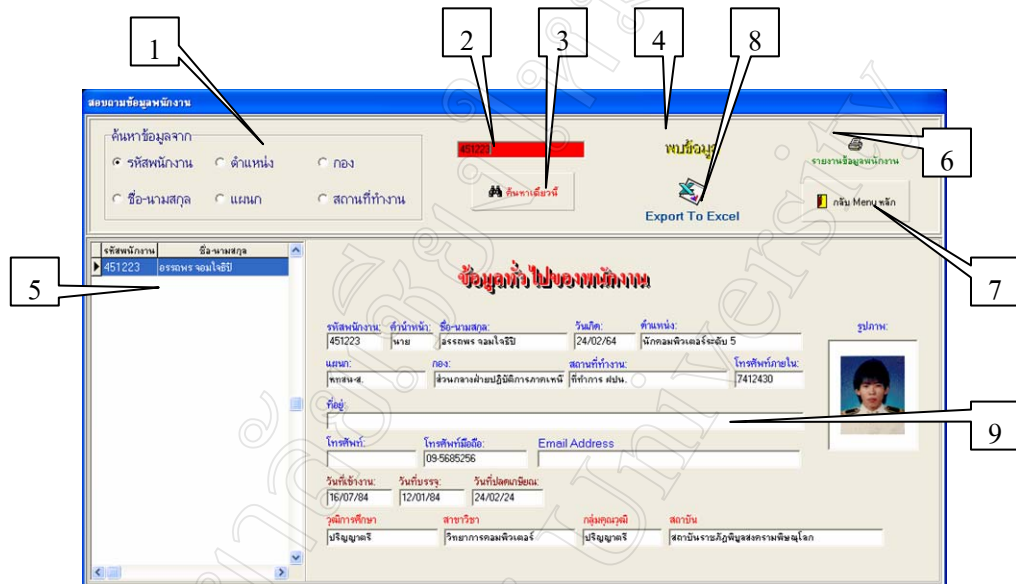 1
2
3
4
8
สอบถามข้อมูลพนักงาน
ค้นหาข้อมูลจาก
รหัสพนักงาน ตำแหน่ง กอง
ชื่อ-นามสกุล แผนก สถานที่ทำงาน
451223
ค้นหาเดี๋ยวนี้
พบข้อมูล
Export To Excel
รายงานข้อมูลพนักงาน
6
กลับ Menu หลัก
7
5
รหัสพนักงาน ชื่อ-นามสกุล
451223 อรรถพร จอมใจธิป
ข้อมูลทั่วไปของพนักงาน
รหัสพนักงาน: คำนำหน้า: ชื่อ-นามสกุล: วันเกิด: ตำแหน่ง: รูปภาพ:
451223 นาย อรรถพร จอมใจธิป 24/02/64 นักคอมพิวเตอร์ระดับ 5
แผนก: กอง: สถานที่ทำงาน: โทรศัพท์ภายใน:
ส่วนกลางฝ่ายปฏิบัติการภาคเหนื ที่ทำการ ศปน. 7412430
ที่อยู่:
9
โทรศัพท์: โทรศัพท์มือถือ: Email Address
09-5685256
วันที่เข้างาน: วันที่บรรจุ: วันที่ปลดเกษียณ:
16/07/84 12/01/84 24/02/24
วุฒิการศึกษา สาขาวิชา กลุ่มคุณวุฒิ สถาบัน
ปริญญาตรี วิทยาการคอมพิวเตอร์ ปริญญาตรี สถาบันราชภัฏพิบูลสงครามพิษณุโลก
University